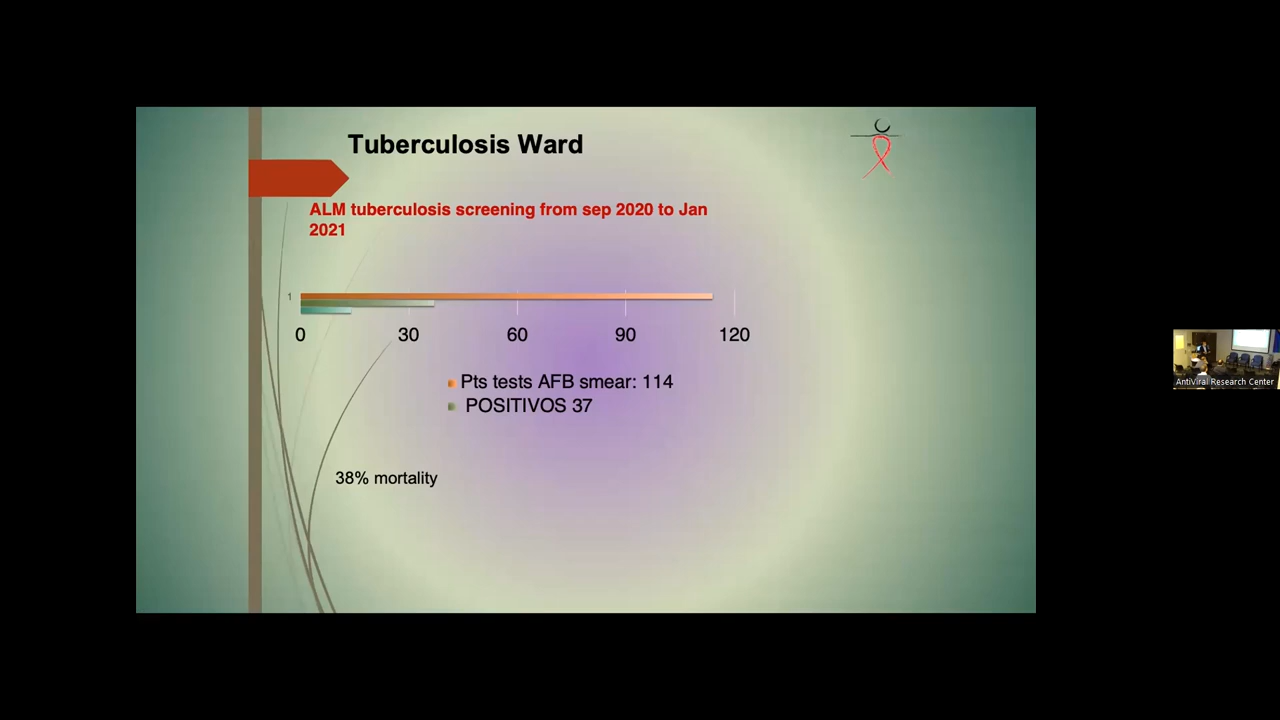 Tuberculosis Ward
ALM tuberculosis screening from sep 2020 to Jan
2021
1
0 30 60 90 120
Pts tests AFB smear: 114
POSITIVOS 37
38% mortality
AntiViral Research Center